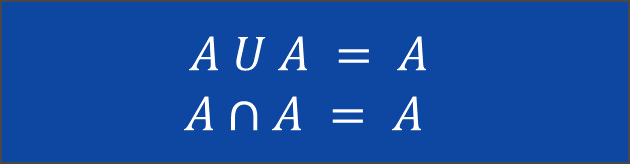 A U A = A
A ∩ A = A